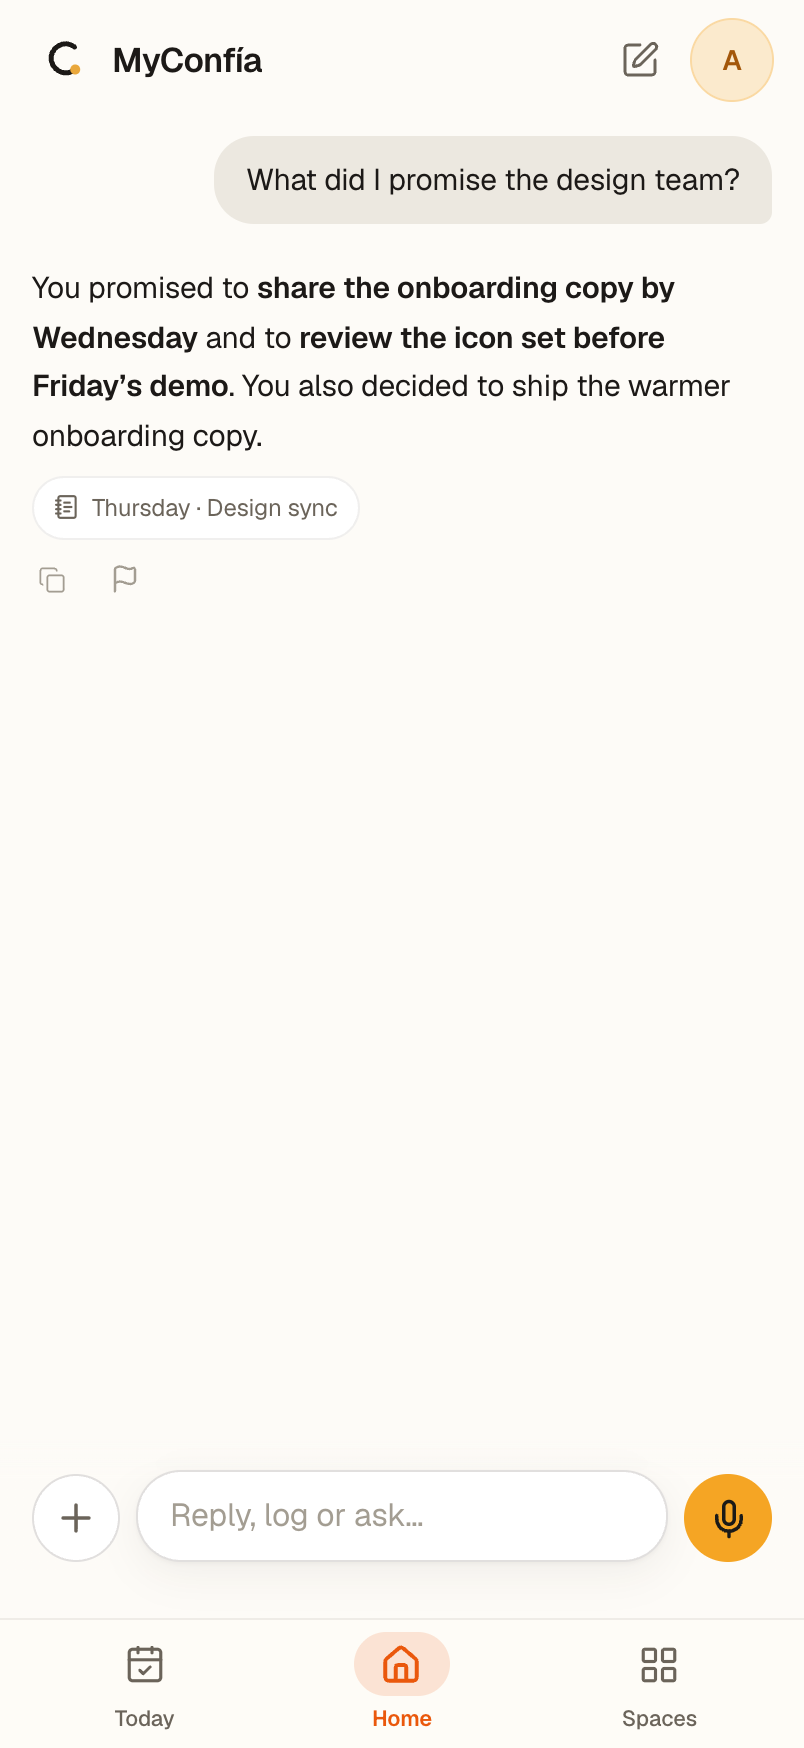 MyConfía
A
What did I promise the design team?
You promised to share the onboarding copy by
Wednesday and to review the icon set before
Friday’s demo. You also decided to ship the warmer
onboarding copy.
Thursday · Design sync
Reply, log or ask…
Today
Home
Spaces